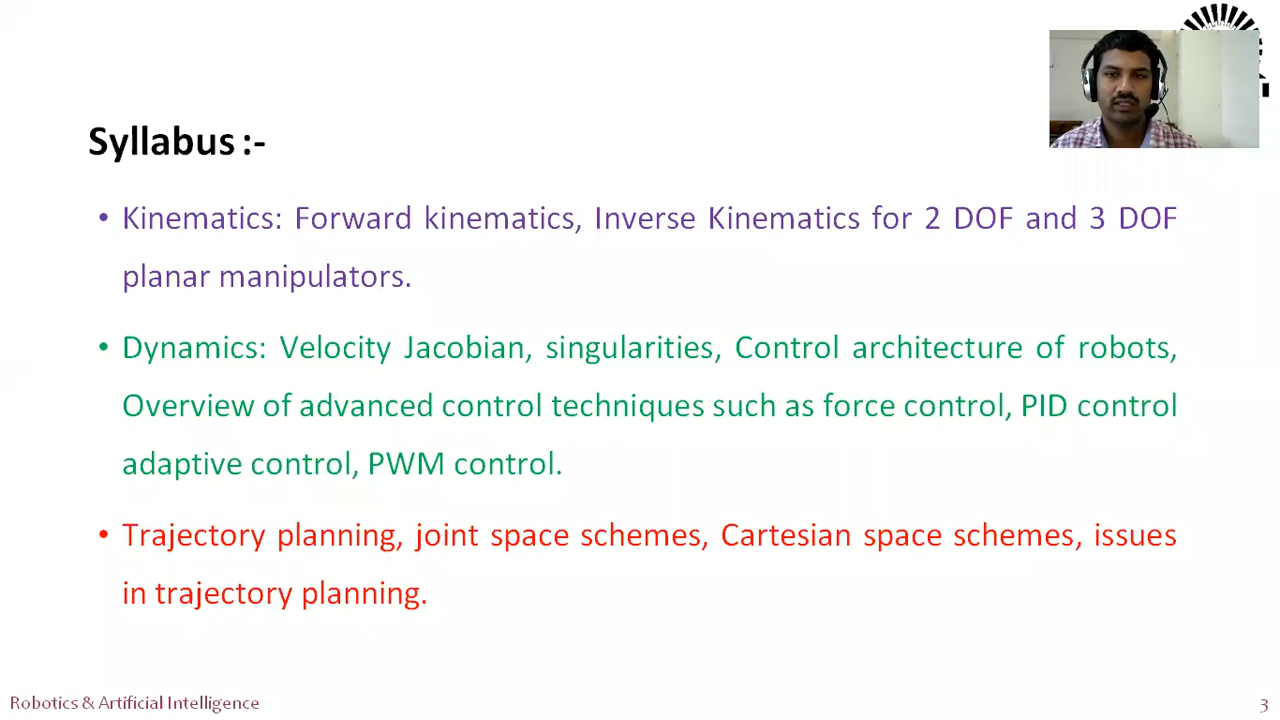 Syllabus :-
• Kinematics: Forward kinematics, Inverse Kinematics for 2 DOF and 3 DOF
planar manipulators.
• Dynamics: Velocity Jacobian, singularities, Control architecture of robots,
Overview of advanced control techniques such as force control, PID control
adaptive control, PWM control.
• Trajectory planning, joint space schemes, Cartesian space schemes, issues
in trajectory planning.
Robotics & Artificial Intelligence
3